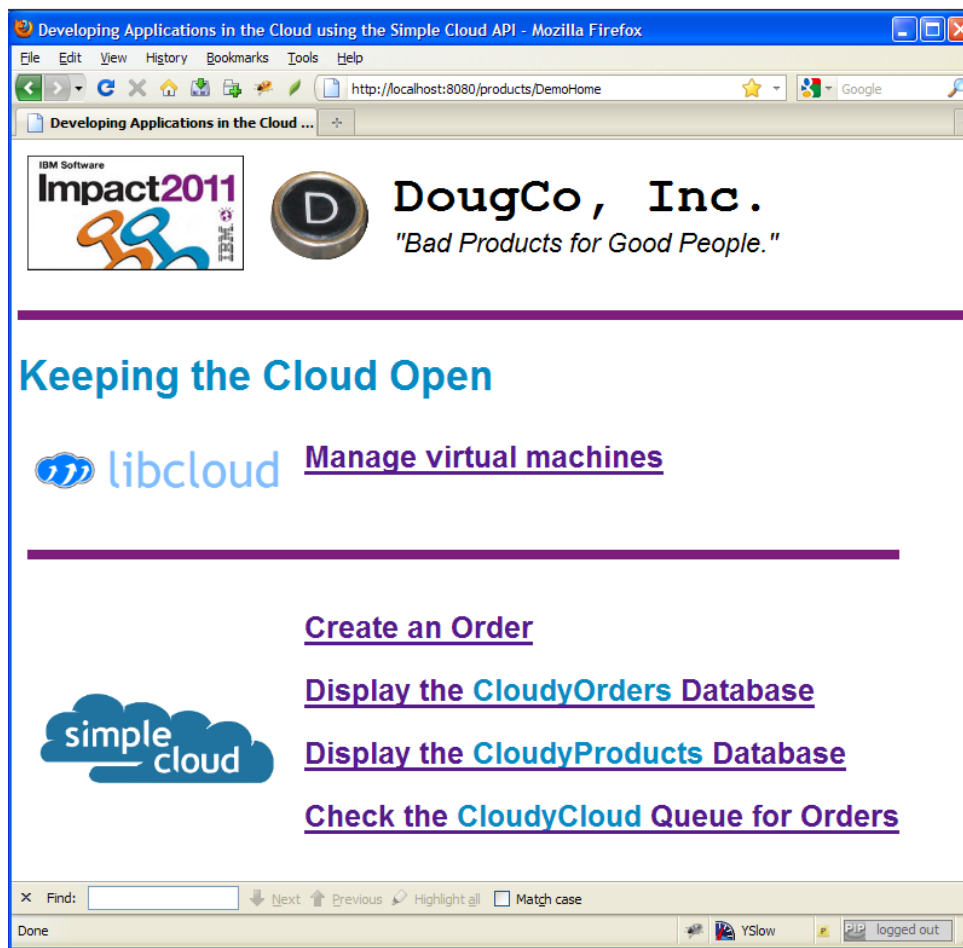 Developing Applications in the Cloud using the Simple Cloud API - Mozilla Firefox
File Edit View History Bookmarks Tools Help
http://localhost:8080/products/DemoHome
Google
Developing Applications in the Cloud ...
IBM Software
Impact2011
IBM.
D
DougCo, Inc.
"Bad Products for Good People."
Keeping the Cloud Open
libcloud
Manage virtual machines
Create an Order
Display the CloudyOrders Database
simple
cloud
Display the CloudyProducts Database
Check the CloudyCloud Queue for Orders
Find:
Next Previous Highlight all Match case
Done
YSlow
P
PIP logged out